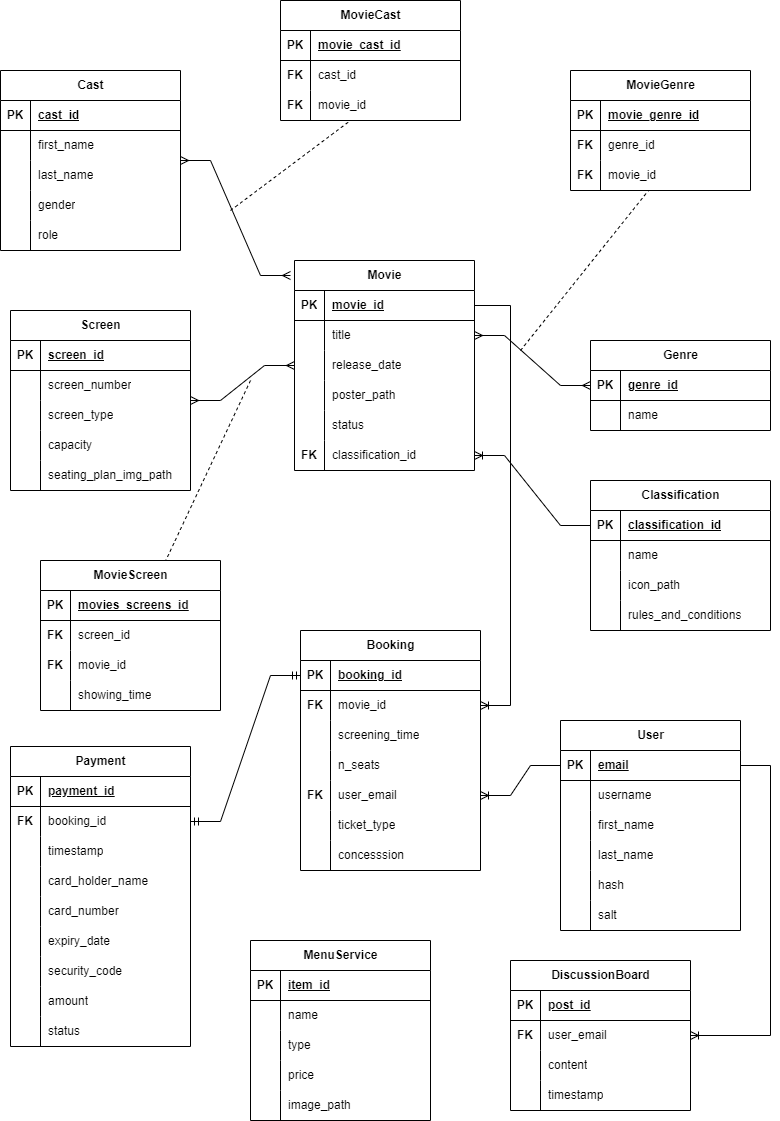 MovieCast
PK movie_cast_id
FK cast_id
FK movie_id
Cast
PK cast_id
first_name
last_name
gender
role
MovieGenre
PK movie_genre_id
FK genre_id
FK movie_id
Movie
PK movie_id
title
release_date
poster_path
status
FK classification_id
Screen
PK screen_id
screen_number
screen_type
capacity
seating_plan_img_path
Genre
PK genre_id
name
Classification
PK classification_id
name
icon_path
rules_and_conditions
MovieScreen
PK movies_screens_id
FK screen_id
FK movie_id
showing_time
Booking
PK booking_id
FK movie_id
screening_time
n_seats
FK user_email
ticket_type
concesssion
User
PK email
username
first_name
last_name
hash
salt
Payment
PK payment_id
FK booking_id
timestamp
card_holder_name
card_number
expiry_date
security_code
amount
status
MenuService
PK item_id
name
type
price
image_path
DiscussionBoard
PK post_id
FK user_email
content
timestamp